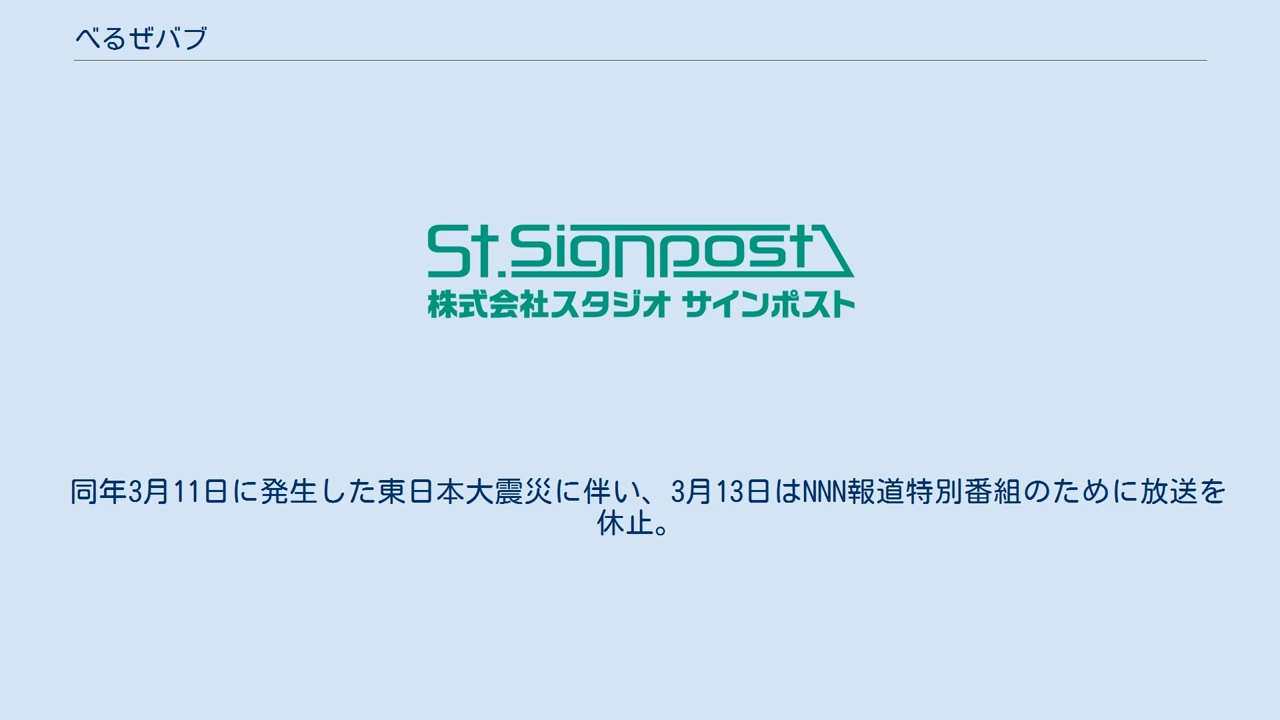 べるぜバブ
St.Signpost
株式会社スタジオ サインポスト
同年3月11日に発生した東日本大震災に伴い、3月13日はNNN報道特別番組のために放送を
休止。